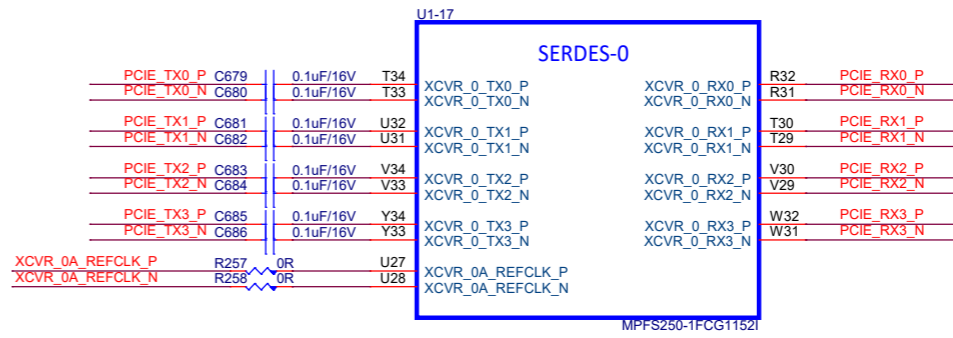 U1-17
SERDES-0
PCIE_TX0_P C679 0.1uF/16V T34 XCVR_0_TX0_P XCVR_0_RX0_P R32 PCIE_RX0_P
PCIE_TX0_N C680 0.1uF/16V T33 XCVR_0_TX0_N XCVR_0_RX0_N R31 PCIE_RX0_N
PCIE_TX1_P C681 0.1uF/16V U32 XCVR_0_TX1_P XCVR_0_RX1_P T30 PCIE_RX1_P
PCIE_TX1_N C682 0.1uF/16V U31 XCVR_0_TX1_N XCVR_0_RX1_N T29 PCIE_RX1_N
PCIE_TX2_P C683 0.1uF/16V V34 XCVR_0_TX2_P XCVR_0_RX2_P V30 PCIE_RX2_P
PCIE_TX2_N C684 0.1uF/16V V33 XCVR_0_TX2_N XCVR_0_RX2_N V29 PCIE_RX2_N
PCIE_TX3_P C685 0.1uF/16V Y34 XCVR_0_TX3_P XCVR_0_RX3_P W32 PCIE_RX3_P
PCIE_TX3_N C686 0.1uF/16V Y33 XCVR_0_TX3_N XCVR_0_RX3_N W31 PCIE_RX3_N
XCVR_0A_REFCLK_P R257 0R U27 XCVR_0A_REFCLK_P
XCVR_0A_REFCLK_N R258 0R U28 XCVR_0A_REFCLK_N
MPFS250-1FCG1152I